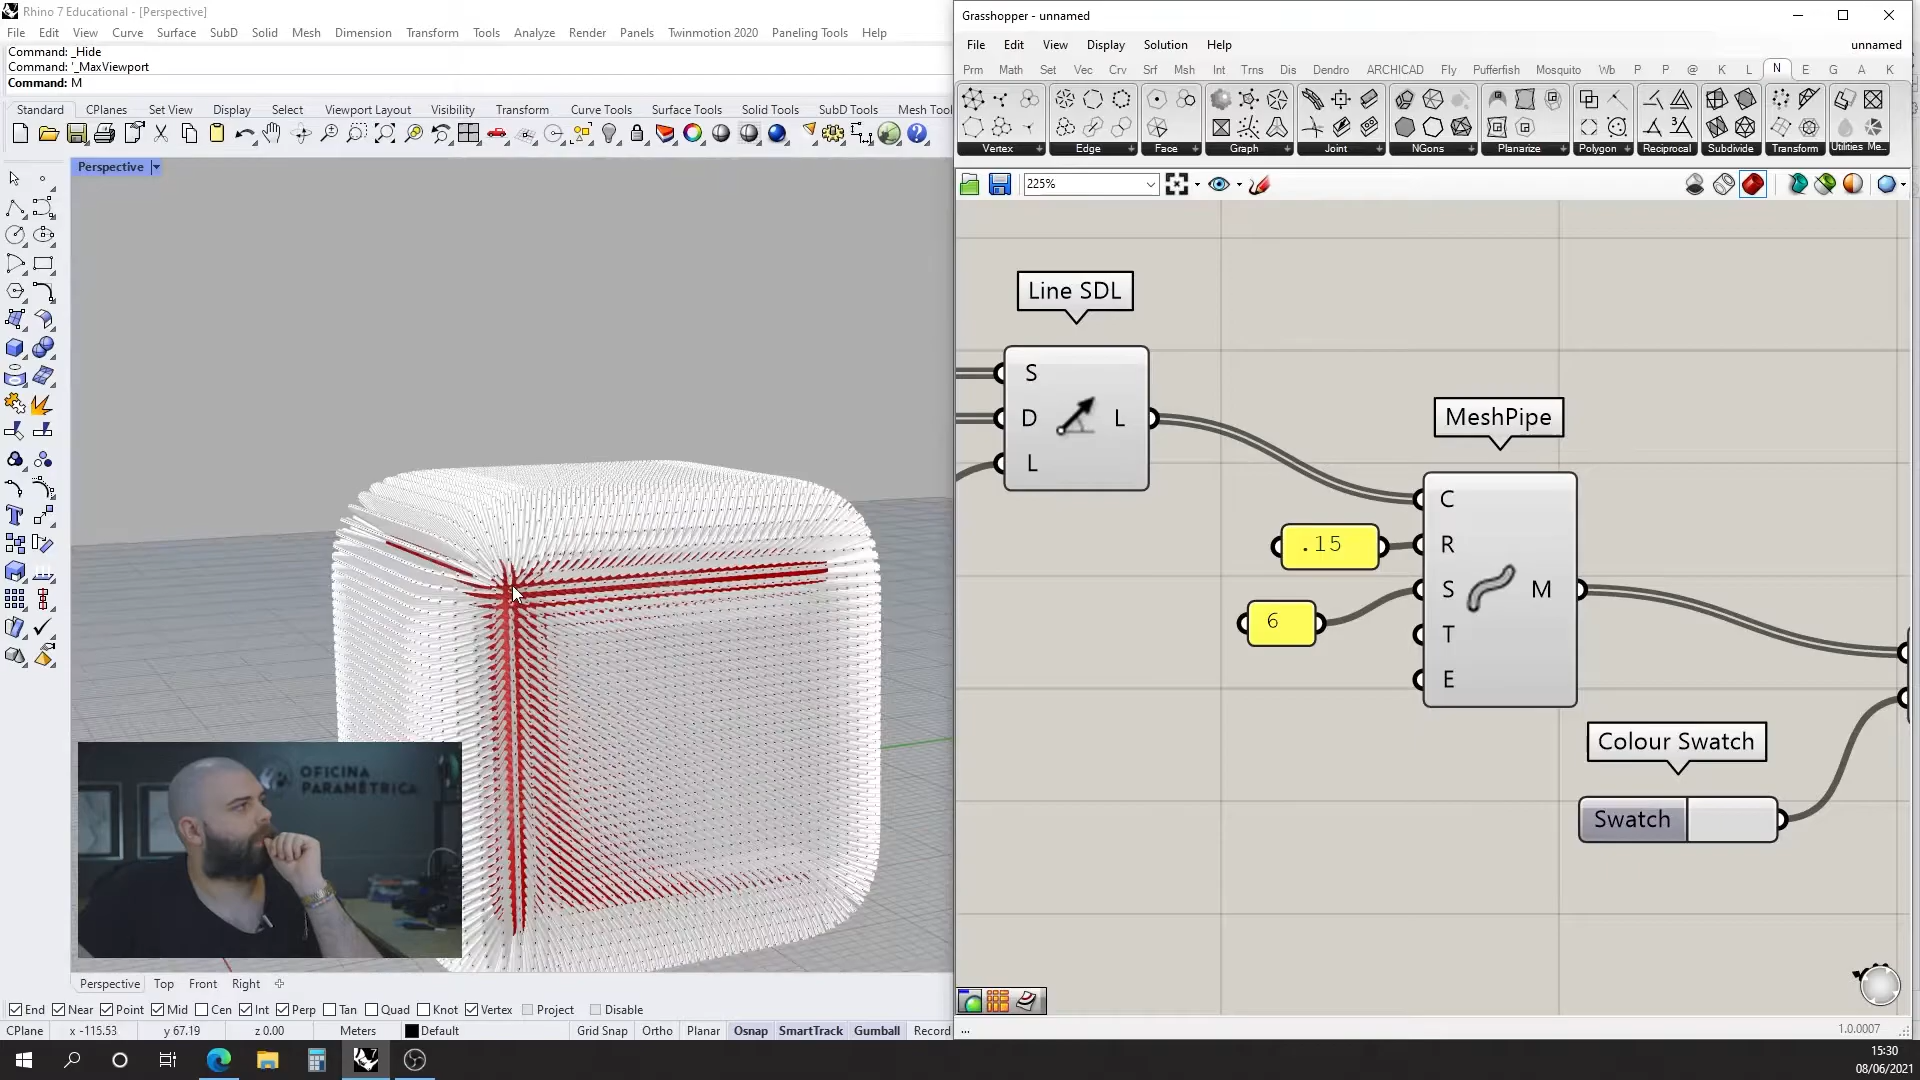 Rhino 7 Educational - [Perspective]
File Edit View Curve Surface SubD Solid Mesh Dimension Transform Tools Analyze Render Panels Twinmotion 2020 Paneling Tools Help
Command: _Hide
Command: '_MaxViewport
Command: M
Standard CPlanes Set View Display Select Viewport Layout Visibility Transform Curve Tools Surface Tools Solid Tools SubD Tools Mesh Tool
Perspective
OFICINA
PARAMÉTRICA
Perspective Top Front Right
End Near Point Mid Cen Int Perp Tan Quad Knot Vertex Project Disable
CPlane x -115.53 y 67.19 z 0.00 Meters Default Grid Snap Ortho Planar Osnap SmartTrack Gumball Record
Grasshopper - unnamed
File Edit View Display Solution Help unnamed
Prm Math Set Vec Crv Srf Msh Int Trns Dis Dendro ARCHICAD Fly Pufferfish Mosquito Wb P P @ K L N E G A K
Vertex Edge Face Graph Joint NGons Planarize Polygon Reciprocal Subdivide Transform Utilities Me...
225%
Line SDL
S
D L
L
MeshPipe
C
.15 R
6 S M
T
E
Colour Swatch
Swatch
... 1.0.0007
15:30
08/06/2021